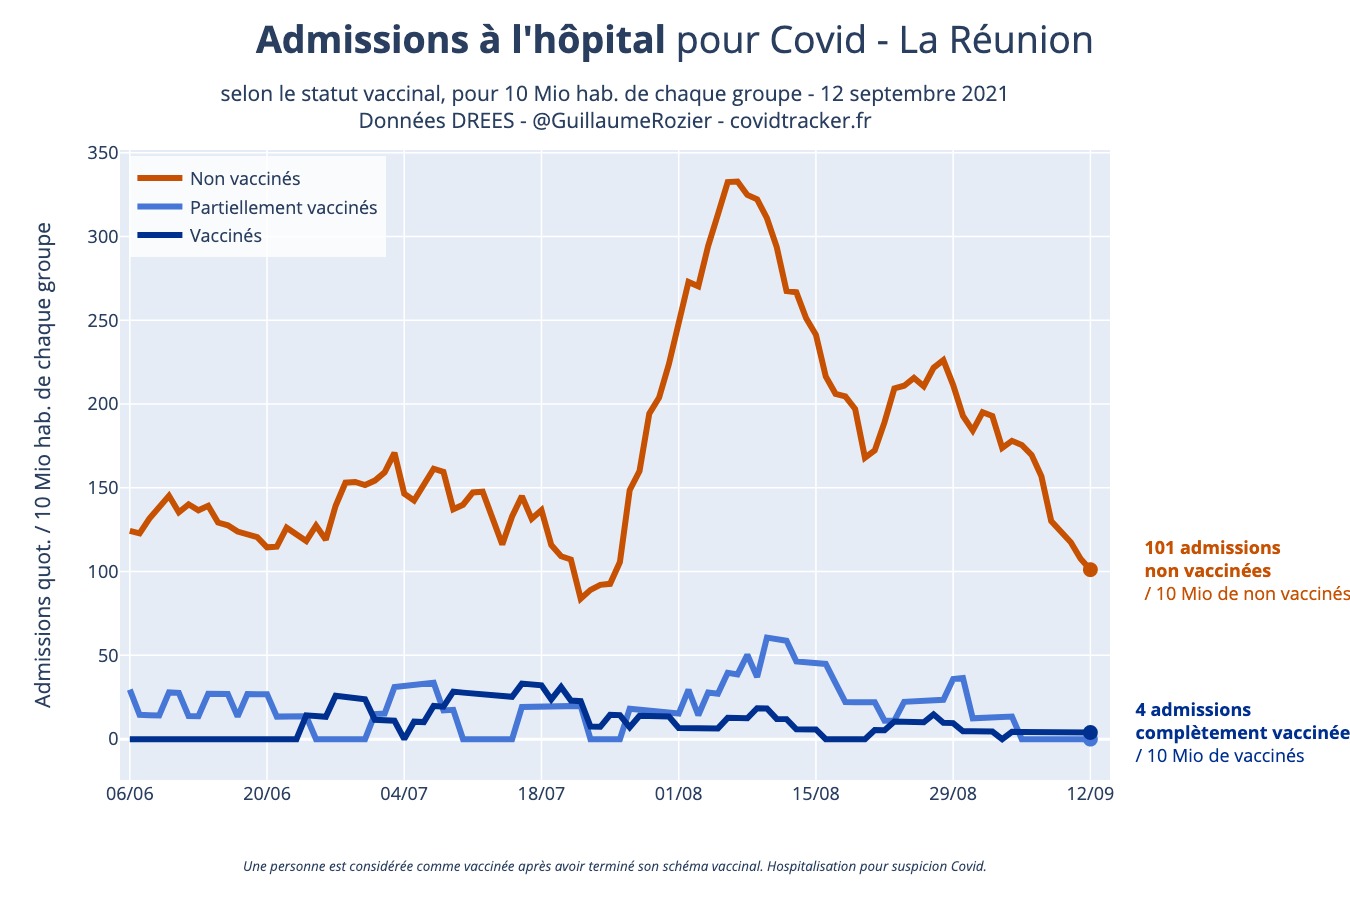 Admissions à l'hôpital pour Covid - La Réunion
selon le statut vaccinal, pour 10 Mio hab. de chaque groupe - 12 septembre 2021
Données DREES - @GuillaumeRozier - covidtracker.fr
Admissions quot. / 10 Mio hab. de chaque groupe
350
300
250
200
150
100
50
0
Non vaccinés
Partiellement vaccinés
Vaccinés
101 admissions
non vaccinées
/ 10 Mio de non vaccinés
4 admissions
complètement vaccinée
/ 10 Mio de vaccinés
06/06
20/06
04/07
18/07
01/08
15/08
29/08
12/09
Une personne est considérée comme vaccinée après avoir terminé son schéma vaccinal. Hospitalisation pour suspicion Covid.